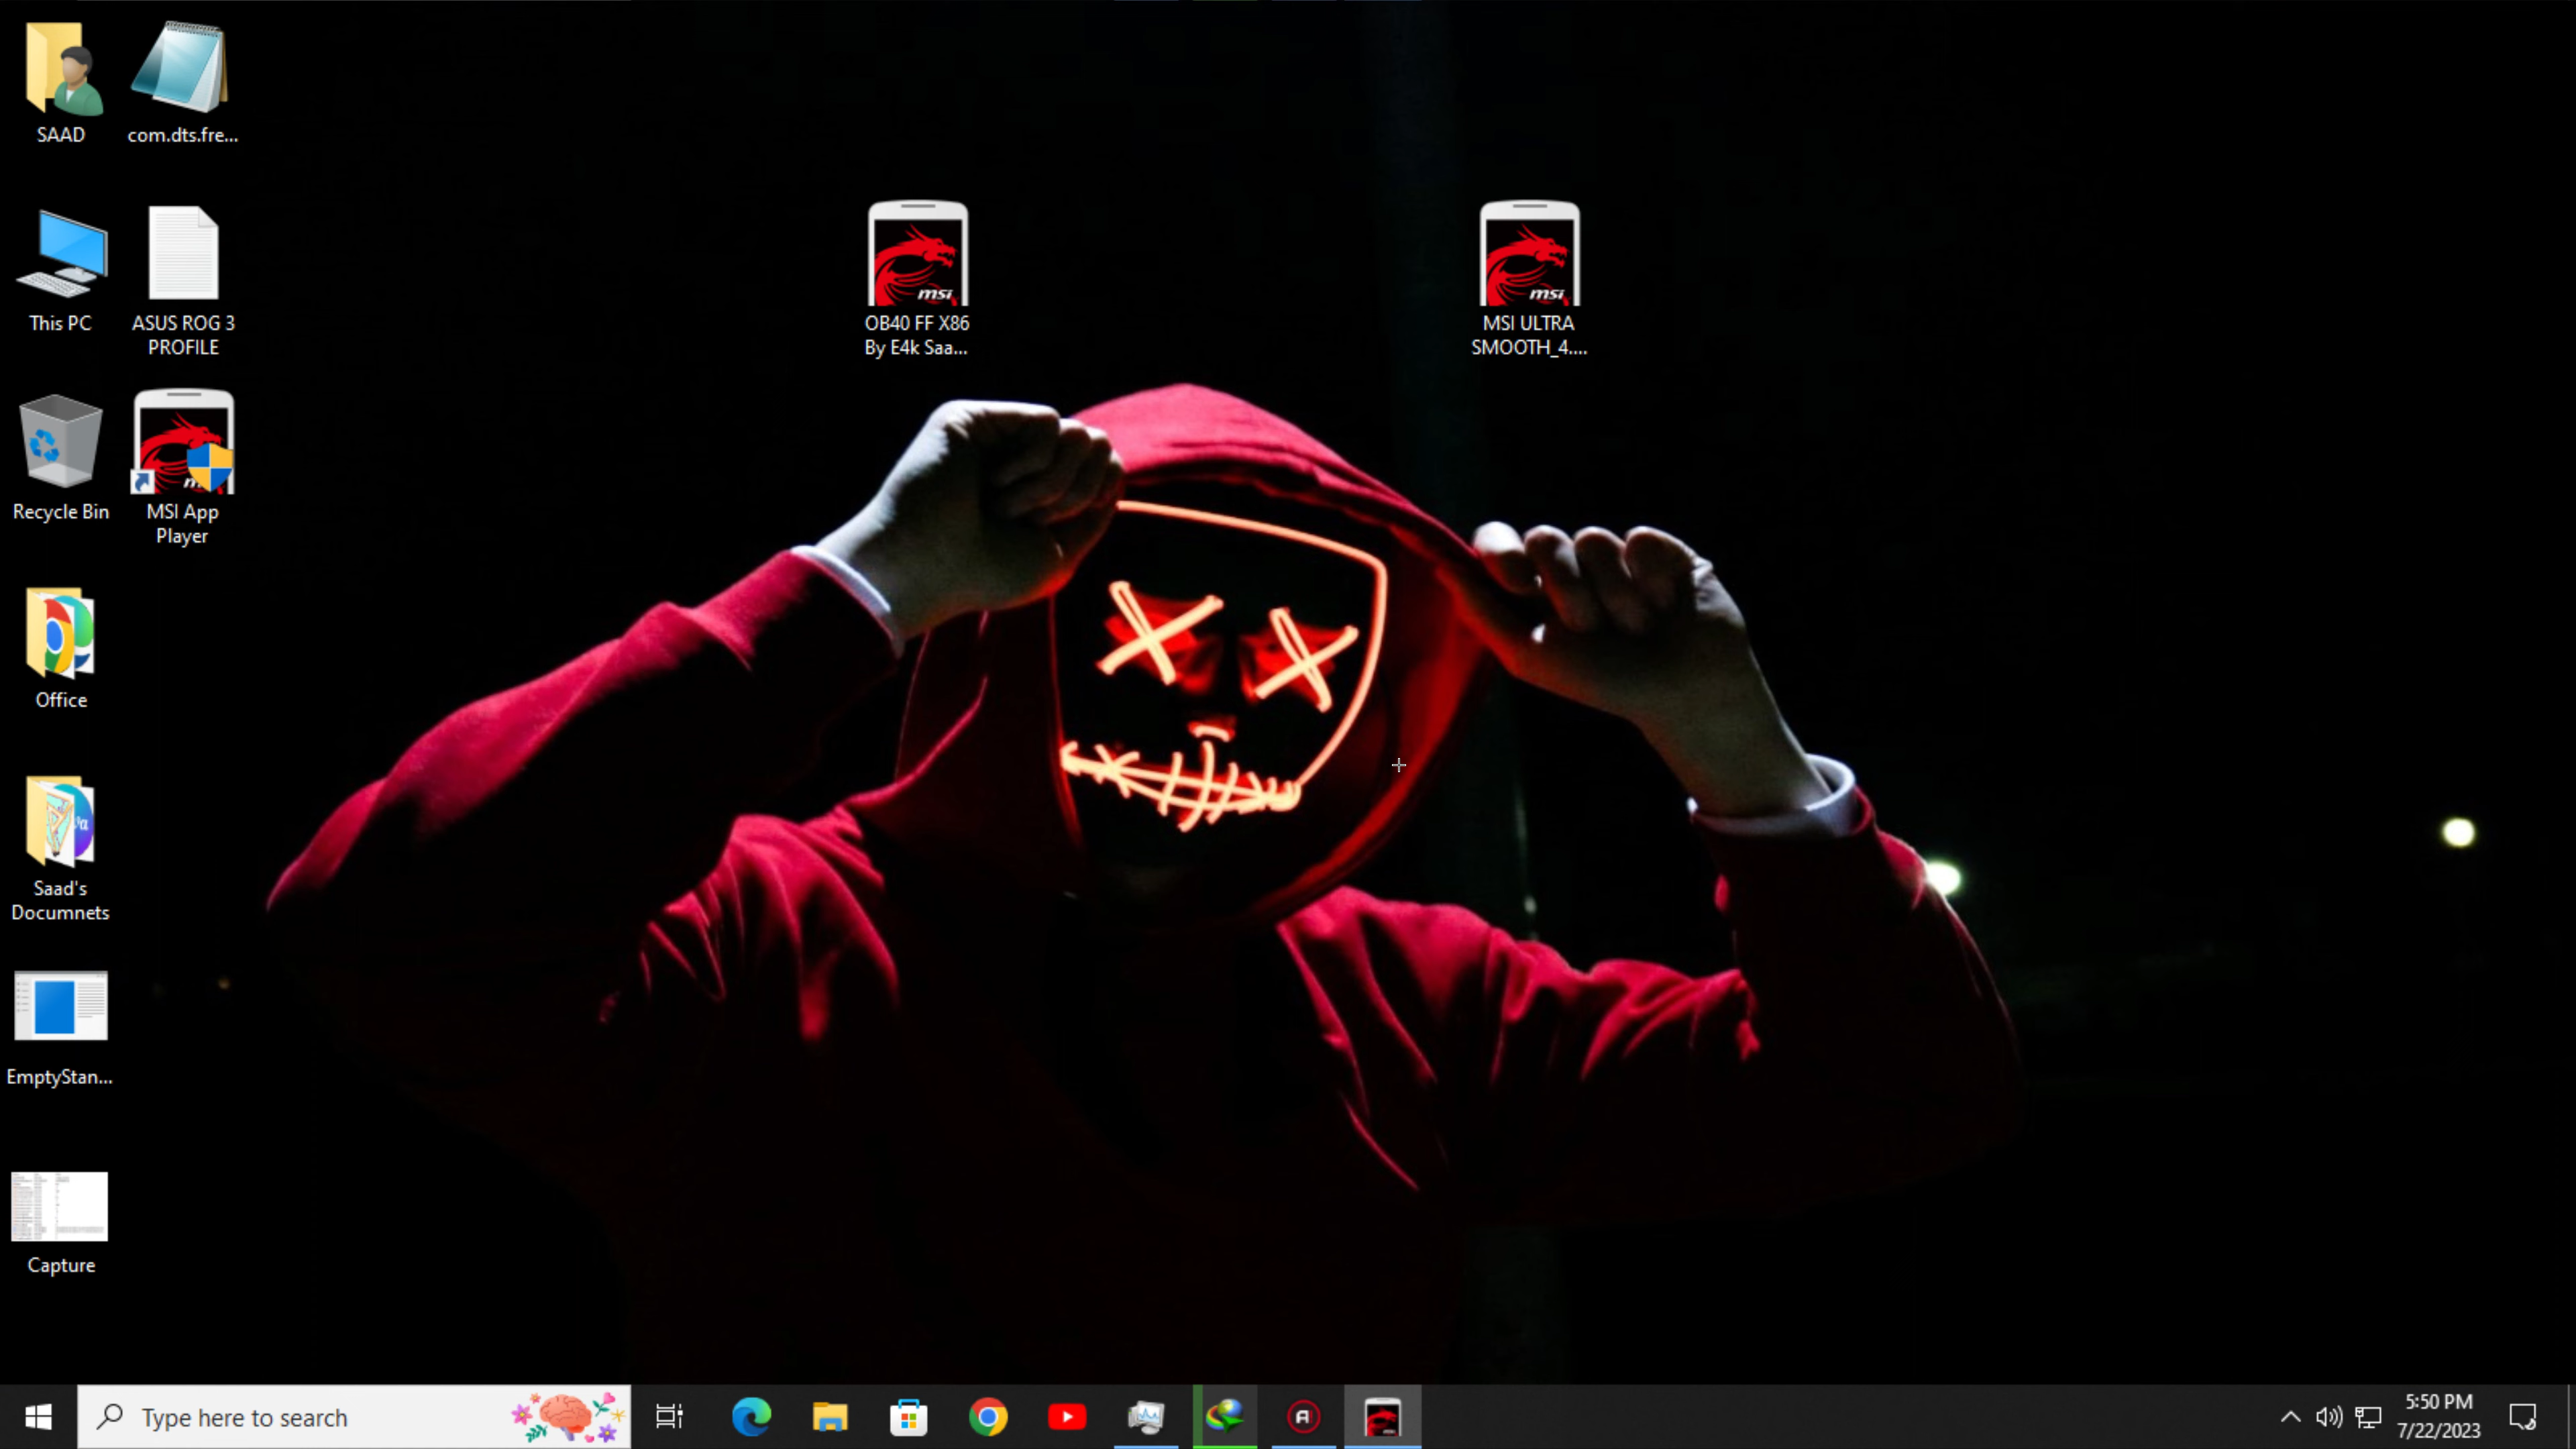 SAAD
com.dts.fre...
This PC
ASUS ROG 3
PROFILE
msi
OB40 FF X86
By E4k Saa...
msi
MSI ULTRA
SMOOTH_4....
Recycle Bin
MSI App
Player
Office
Saad's
Documnets
EmptyStan...
Capture
Type here to search
5:50 PM
7/22/2023